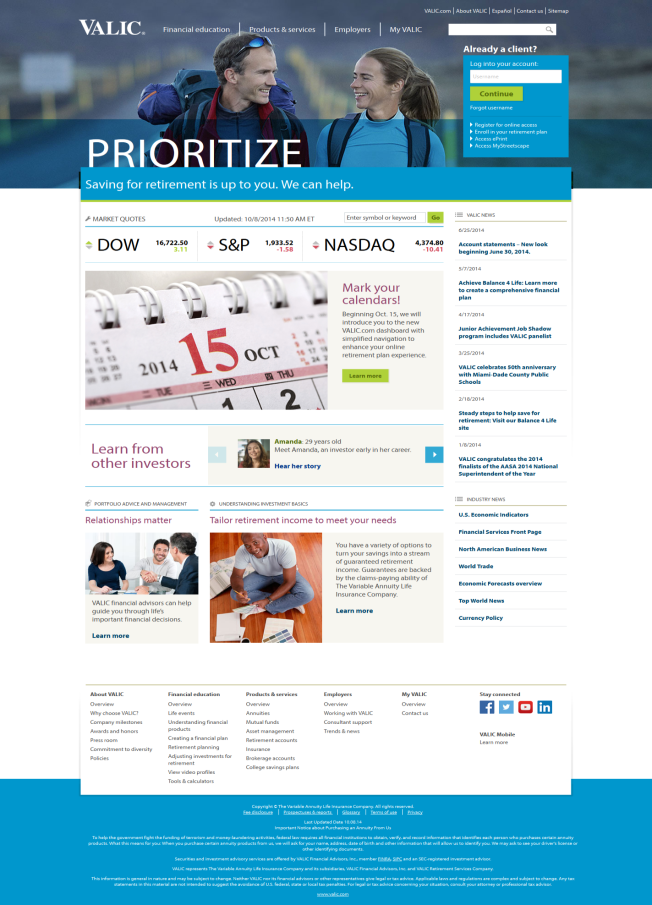 VALIC.com | About VALIC | Español | Contact us | Sitemap
VALIC.
Financial education | Products & services | Employers | My VALIC
Already a client?
Log into your account:
Username
Continue
Forgot username
Register for online access
Enroll in your retirement plan
Access ePrint
Access MyStreetscape
PRIORITIZE
Saving for retirement is up to you. We can help.
MARKET QUOTES
Updated: 10/8/2014 11:50 AM ET
Enter symbol or keyword
Go
DOW 16,722.50
3.11
S&P 1,933.52
-1.58
NASDAQ 4,374.80
-10.41
2014 15 OCT
TUE
WED
THU
1 2
Mark your
calendars!
Beginning Oct. 15, we will
introduce you to the new
VALIC.com dashboard with
simplified navigation to
enhance your online
retirement plan experience.
Learn more
Learn from
other investors
Amanda: 29 years old
Meet Amanda, an investor early in her career.
Hear her story
PORTFOLIO ADVICE AND MANAGEMENT
Relationships matter
VALIC financial advisors can help
guide you through life's
important financial decisions.
Learn more
UNDERSTANDING INVESTMENT BASICS
Tailor retirement income to meet your needs
You have a variety of options to
turn your savings into a stream
of guaranteed retirement
income. Guarantees are backed
by the claims-paying ability of
The Variable Annuity Life
Insurance Company.
Learn more
VALIC NEWS
6/25/2014
Account statements – New look
beginning June 30, 2014.
5/7/2014
Achieve Balance 4 Life: Learn more
to create a comprehensive financial
plan
4/17/2014
Junior Achievement Job Shadow
program includes VALIC panelist
3/25/2014
VALIC celebrates 50th anniversary
with Miami-Dade County Public
Schools
2/18/2014
Steady steps to help save for
retirement: Visit our Balance 4 Life
site
1/8/2014
VALIC congratulates the 2014
finalists of the AASA 2014 National
Superintendent of the Year
INDUSTRY NEWS
U.S. Economic Indicators
Financial Services Front Page
North American Business News
World Trade
Economic Forecasts overview
Top World News
Currency Policy
About VALIC
Overview
Why choose VALIC?
Company milestones
Awards and honors
Press room
Commitment to diversity
Policies
Financial education
Overview
Life events
Understanding financial
products
Creating a financial plan
Retirement planning
Adjusting investments for
retirement
View video profiles
Tools & calculators
Products & services
Overview
Annuities
Mutual funds
Asset management
Retirement accounts
Insurance
Brokerage accounts
College savings plans
Employers
Overview
Working with VALIC
Consultant support
Trends & news
My VALIC
Overview
Contact us
Stay connected
VALIC Mobile
Learn more
Copyright © The Variable Annuity Life Insurance Company. All rights reserved.
Fee disclosure | Prospectuses & reports | Glossary | Terms of use | Privacy
Last Updated Date 10.08.14
Important Notice about Purchasing an Annuity From Us
To help the government fight the funding of terrorism and money-laundering activities, federal law requires all financial institutions to obtain, verify, and record information that identifies each person who purchases certain annuity
products. What this means for you: When you purchase certain annuity products from us, we will ask for your name, address, date of birth and other information that will allow us to identify you. We may ask to see your driver's license or
other identifying documents.
Securities and investment advisory services are offered by VALIC Financial Advisors, Inc., member FINRA, SIPC and an SEC-registered investment advisor.
VALIC represents The Variable Annuity Life Insurance Company and its subsidiaries, VALIC Financial Advisors, Inc. and VALIC Retirement Services Company.
This information is general in nature and may be subject to change. Neither VALIC nor its financial advisors or other representatives give legal or tax advice. Applicable laws and regulations are complex and subject to change. Any tax
statements in this material are not intended to suggest the avoidance of U.S. federal, state or local tax penalties. For legal or tax advice concerning your situation, consult your attorney or professional tax advisor.
www.valic.com